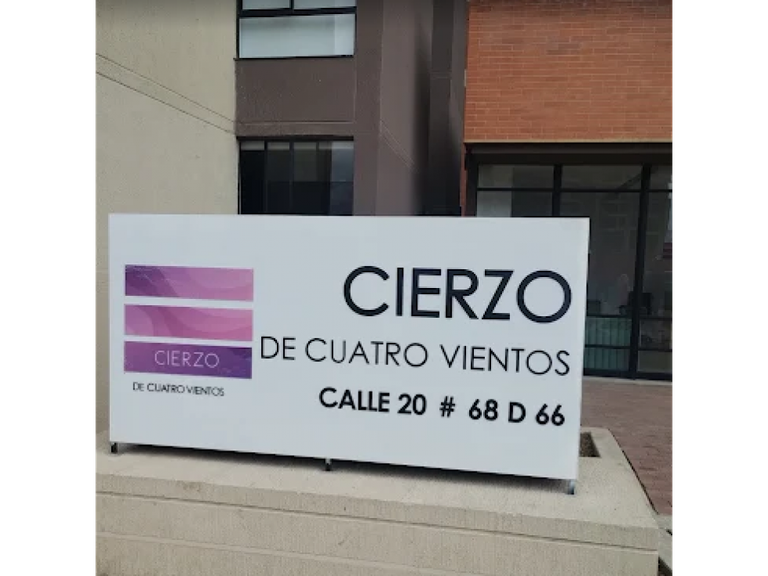 CIERZO
DE CUATRO VIENTOS
CIERZO
DE CUATRO VIENTOS
CALLE 20 # 68 D 66